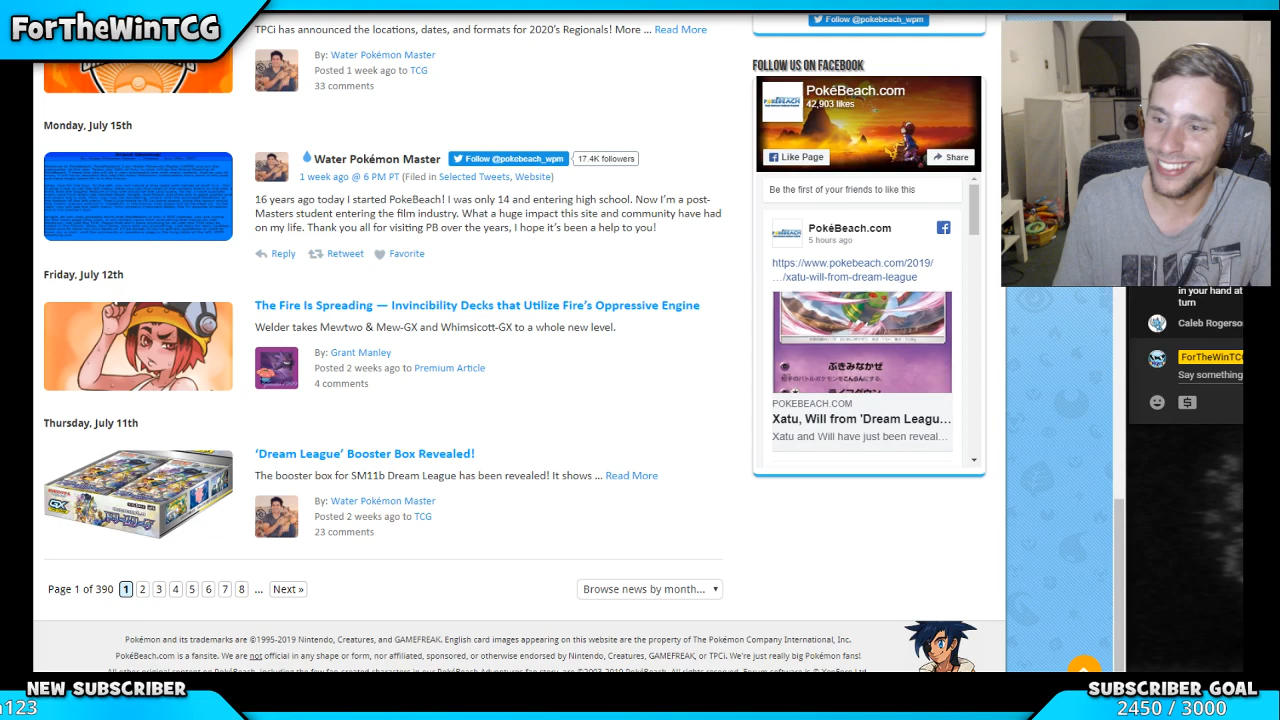 ForTheWinTCG
TPCi has announced the locations, dates, and formats for 2020's Regionals! More ... Read More
By: Water Pokémon Master
Posted 1 week ago to TCG
33 comments
Monday, July 15th
Water Pokémon Master Follow @pokebeach_wpm 17.4K followers
1 week ago @ 6 PM PT (Filed in Selected Tweets, Website)
16 years ago today I started PokeBeach! I was only 14 and entering high school. Now I'm a post-
Masters student entering the film industry. What a huge impact this site and community have had
on my life. Thank you all for visiting PB over the years, I hope it's been a help to you!
Reply Retweet Favorite
Friday, July 12th
The Fire Is Spreading — Invincibility Decks that Utilize Fire's Oppressive Engine
Welder takes Mewtwo & Mew-GX and Whimsicott-GX to a whole new level.
By: Grant Manley
Posted 2 weeks ago to Premium Article
4 comments
Thursday, July 11th
'Dream League' Booster Box Revealed!
The booster box for SM11b Dream League has been revealed! It shows ... Read More
By: Water Pokémon Master
Posted 2 weeks ago to TCG
23 comments
Page 1 of 390 1 2 3 4 5 6 7 8 ... Next »
Browse news by month...
Follow @pokebeach_wpm
FOLLOW US ON FACEBOOK
PokéBeach.com
42,903 likes
Like Page Share
Be the first of your friends to like this
PokéBeach.com
5 hours ago
https://www.pokebeach.com/2019/
.../xatu-will-from-dream-league
ぶきみなかぜ
POKEBEACH.COM
Xatu, Will from 'Dream Leagu...
Xatu and Will have just been reveal...
in your hand at
turn
Caleb Rogerso
ForTheWinTC
Say something
Pokémon and its trademarks are ©1995-2019 Nintendo, Creatures, and GAMEFREAK. English card images appearing on this website are the property of The Pokémon Company International, Inc.
PokéBeach.com is a fansite. We are not official in any shape or form, nor affiliated, sponsored, or otherwise endorsed by Nintendo, Creatures, GAMEFREAK, or TPCi. We're just really big Pokémon fans!
NEW SUBSCRIBER
123
SUBSCRIBER GOAL
2450 / 3000